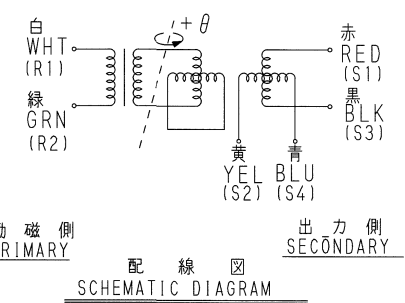 +θ
白
WHT
(R1)
緑
GRN
(R2)
赤
RED
(S1)
黒
BLK
(S3)
黄 青
YEL BLU
(S2) (S4)
磁 側
出 力 側
SECONDARY
配 線 図
SCHEMATIC DIAGRAM